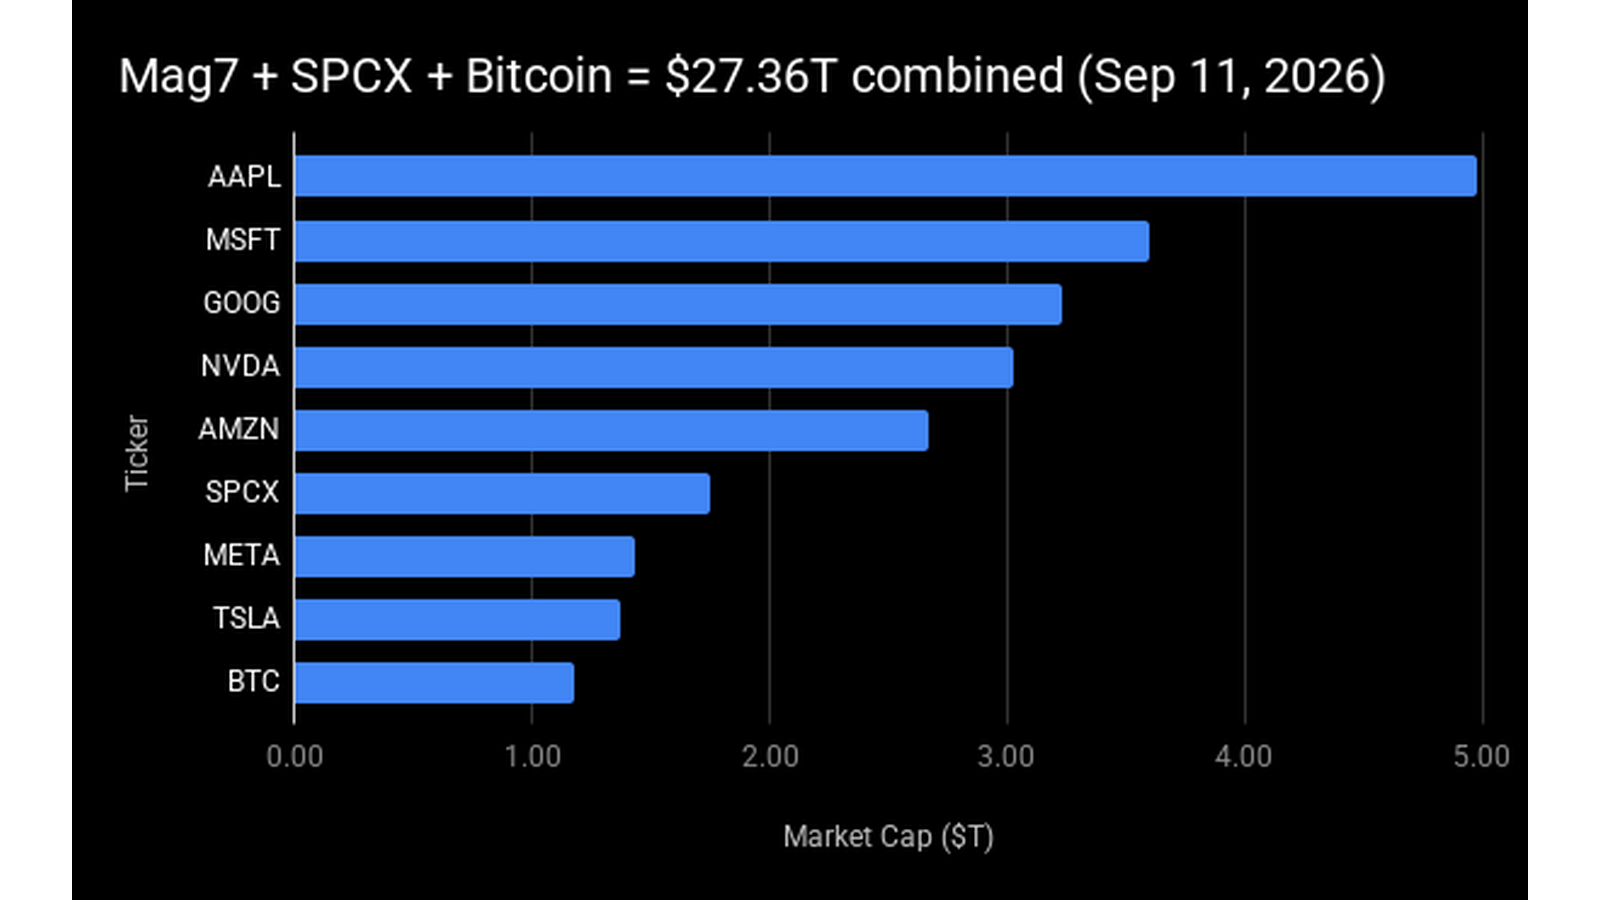 Mag7 + SPCX + Bitcoin = $27.36T combined (Sep 11, 2026)
Ticker
AAPL
MSFT
GOOG
NVDA
AMZN
SPCX
META
TSLA
BTC
0.00 1.00 2.00 3.00 4.00 5.00
Market Cap ($T)